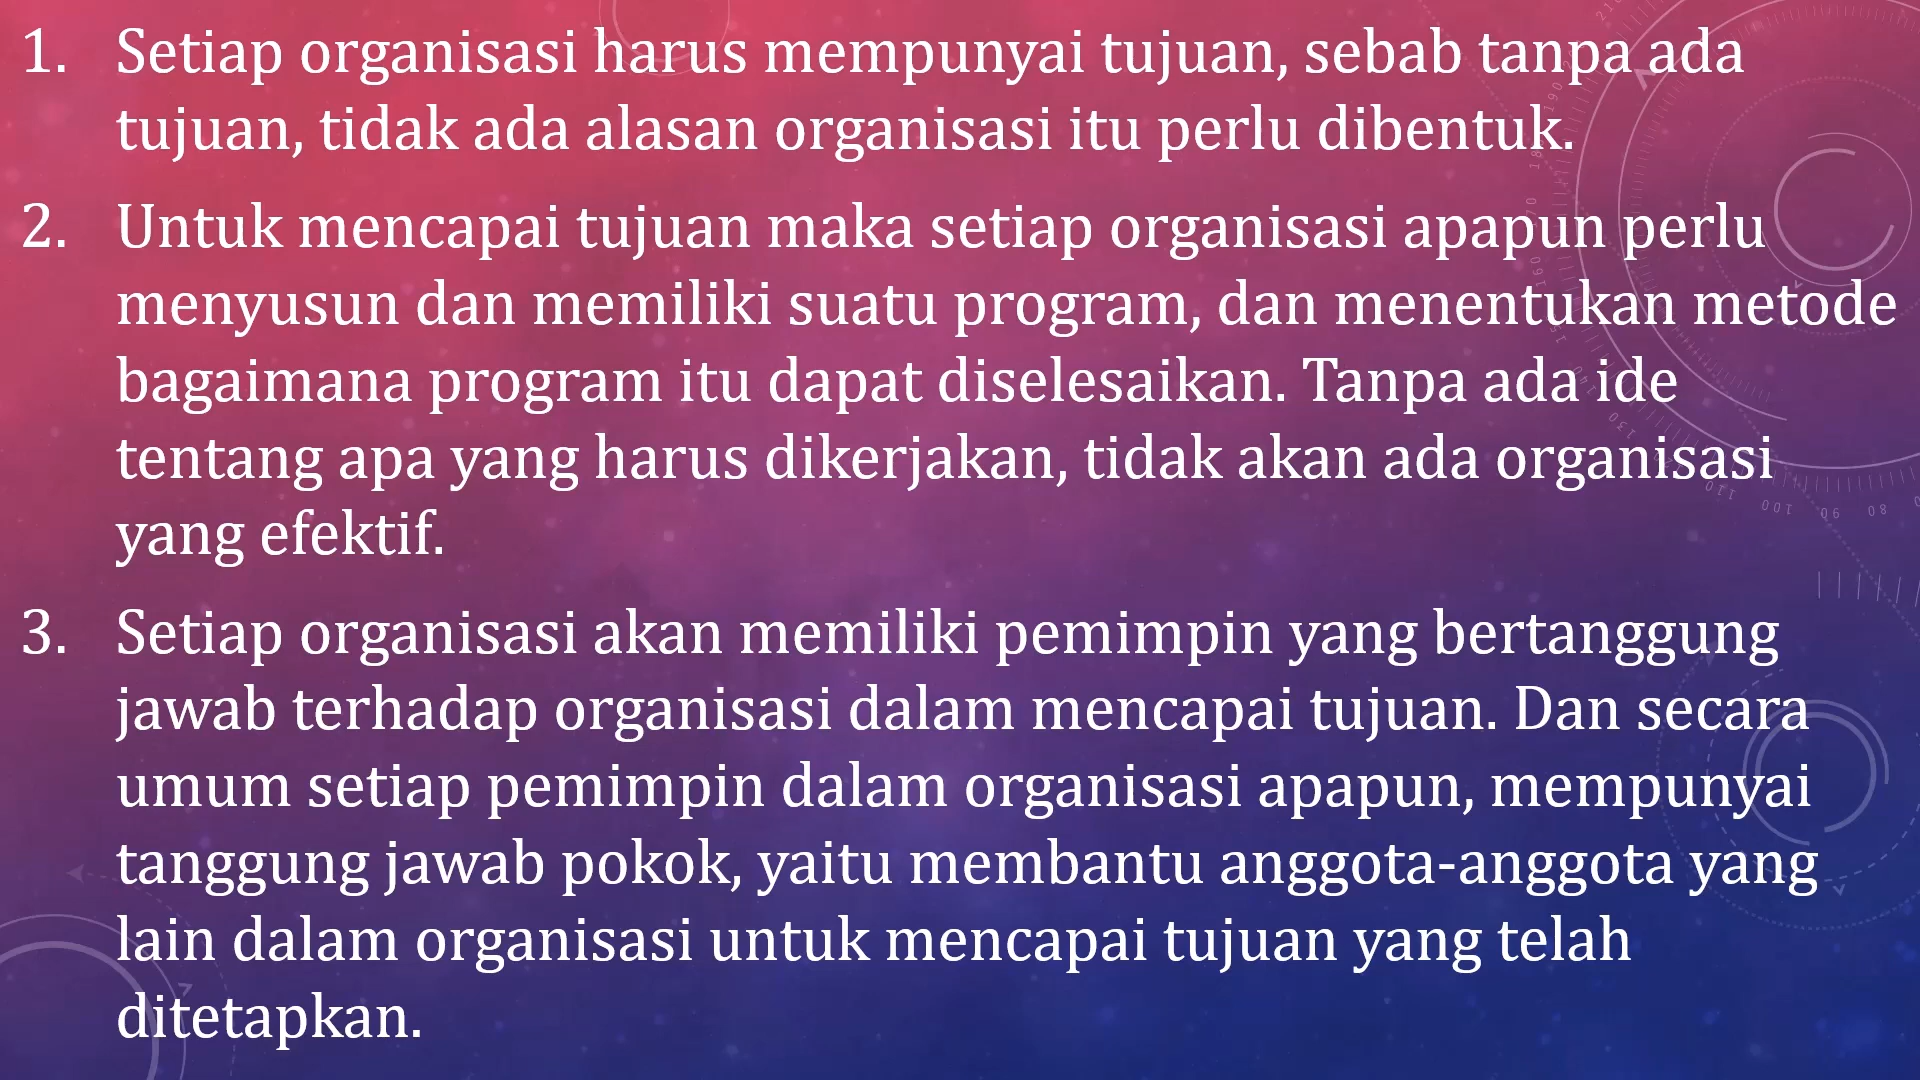 1. Setiap organisasi harus mempunyai tujuan, sebab tanpa ada
tujuan, tidak ada alasan organisasi itu perlu dibentuk.
2. Untuk mencapai tujuan maka setiap organisasi apapun perlu
menyusun dan memiliki suatu program, dan menentukan metode
bagaimana program itu dapat diselesaikan. Tanpa ada ide
tentang apa yang harus dikerjakan, tidak akan ada organisasi
yang efektif.
3. Setiap organisasi akan memiliki pemimpin yang bertanggung
jawab terhadap organisasi dalam mencapai tujuan. Dan secara
umum setiap pemimpin dalam organisasi apapun, mempunyai
tanggung jawab pokok, yaitu membantu anggota-anggota yang
lain dalam organisasi untuk mencapai tujuan yang telah
ditetapkan.